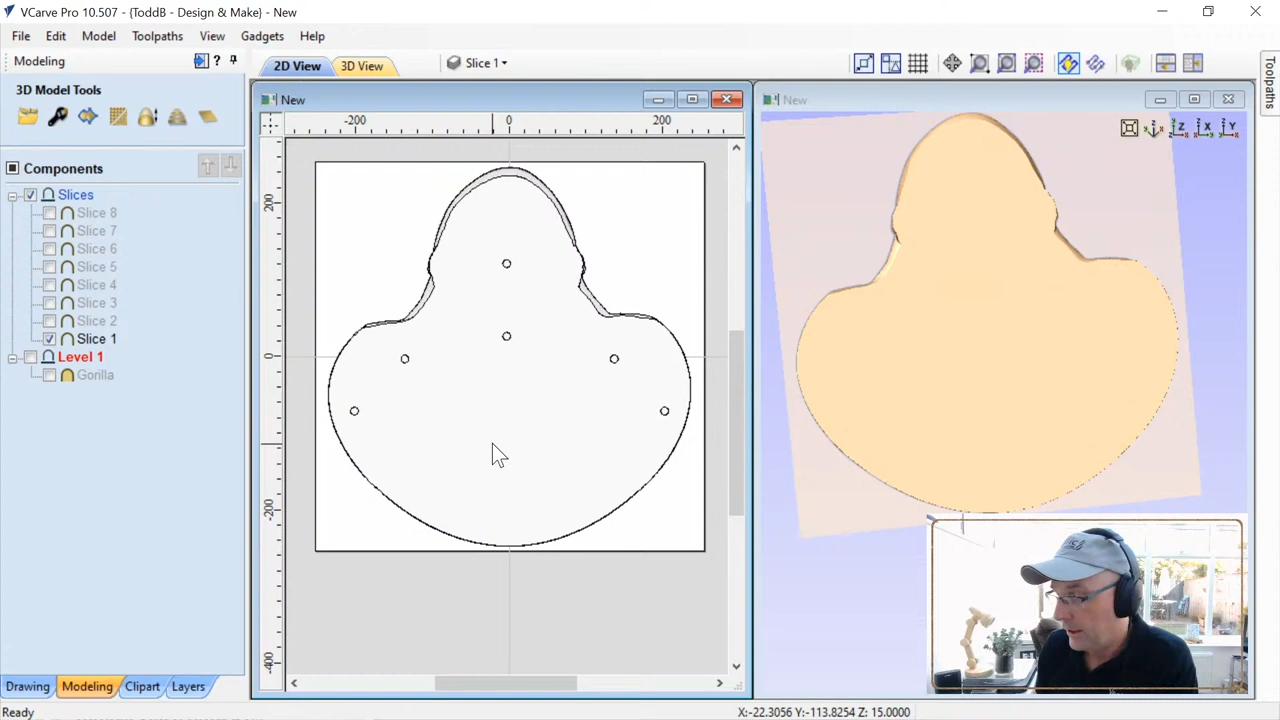 VCarve Pro 10.507 - {ToddB - Design & Make} - New
File Edit Model Toolpaths View Gadgets Help
Modeling
2D View 3D View Slice 1
Toolpaths
3D Model Tools
New
New
-200 0 200
Z X Y
Components
Slices
Slice 8
Slice 7
Slice 6
Slice 5
Slice 4
Slice 3
Slice 2
Slice 1
Level 1
Gorilla
200
0
-200
-400
Drawing Modeling Clipart Layers
Ready X:-22.3056 Y:-113.8254 Z: 15.0000